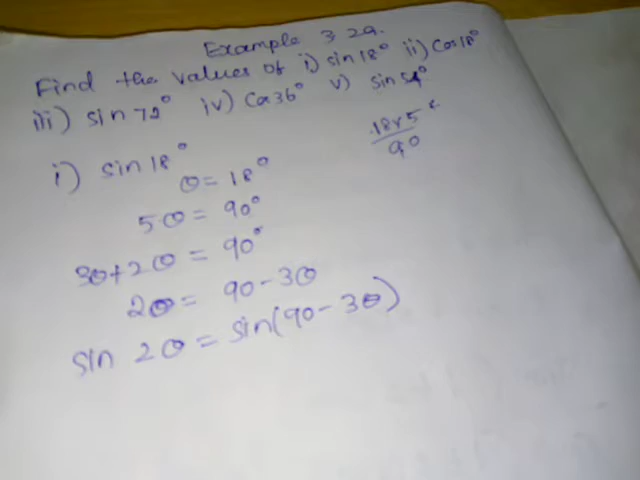 Example 3.29.
Find the values of i) sin 18° ii) Cos 18°
iii) sin 72° iv) Cos 36° v) sin 54°
18×5
90
i) sin 18°
θ = 18°
5θ = 90°
3θ + 2θ = 90°
2θ = 90 - 3θ
sin 2θ = sin(90 - 3θ)